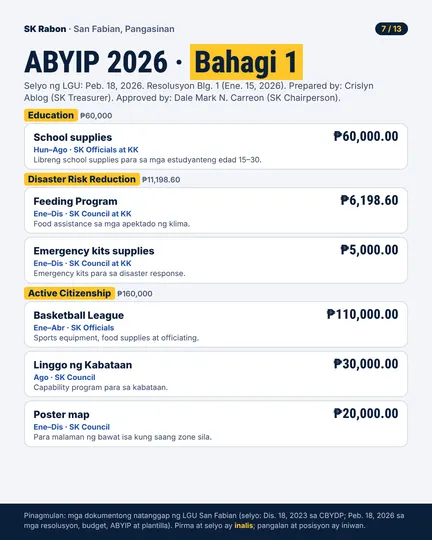 SK Rabon · San Fabian, Pangasinan
7 / 13
ABYIP 2026 · Bahagi 1
Selyo ng LGU: Peb. 18, 2026. Resolusyon Blg. 1 (Ene. 15, 2026). Prepared by: Crislyn
Ablog (SK Treasurer). Approved by: Dale Mark N. Carreon (SK Chairperson).
Education ₱60,000
School supplies ₱60,000.00
Hun–Ago · SK Officials at KK
Libreng school supplies para sa mga estudyanteng edad 15–30.
Disaster Risk Reduction ₱11,198.60
Feeding Program ₱6,198.60
Ene–Dis · SK Council at KK
Food assistance sa mga apektado ng klima.
Emergency kits supplies ₱5,000.00
Ene–Dis · SK Council at KK
Emergency kits para sa disaster response.
Active Citizenship ₱160,000
Basketball League ₱110,000.00
Ene–Abr · SK Officials
Sports equipment, food supplies at officiating.
Linggo ng Kabataan ₱30,000.00
Ago · SK Council
Capability program para sa kabataan.
Poster map ₱20,000.00
Ene–Dis · SK Council
Para malaman ng bawat isa kung saang zone sila.
Pinagmulan: mga dokumentong natanggap ng LGU San Fabian (selyo: Dis. 18, 2023 sa CBYDP; Peb. 18, 2026 sa
mga resolusyon, budget, ABYIP at plantilla). Pirma at selyo ay inalis; pangalan at posisyon ay iniwan.